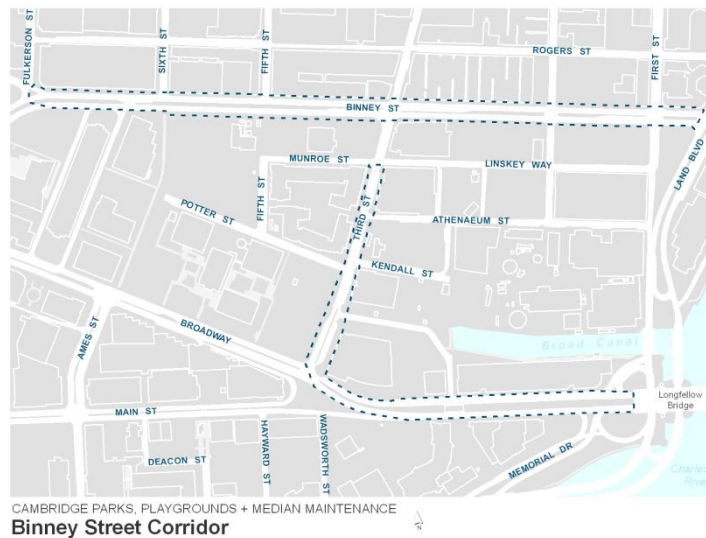 FULKERSON ST
SIXTH ST
FIFTH ST
ROGERS ST
FIRST ST
BINNEY ST
LAND BLVD
MUNROE ST
LINSKEY WAY
FIFTH ST
POTTER ST
THIRD ST
ATHENAEUM ST
KENDALL ST
AMES ST
BROADWAY
Broad Canal
Longfellow
Bridge
MAIN ST
HAYWARD ST
WADSWORTH ST
DEACON ST
MEMORIAL DR
Charles
River
CAMBRIDGE PARKS, PLAYGROUNDS + MEDIAN MAINTENANCE
Binney Street Corridor
N